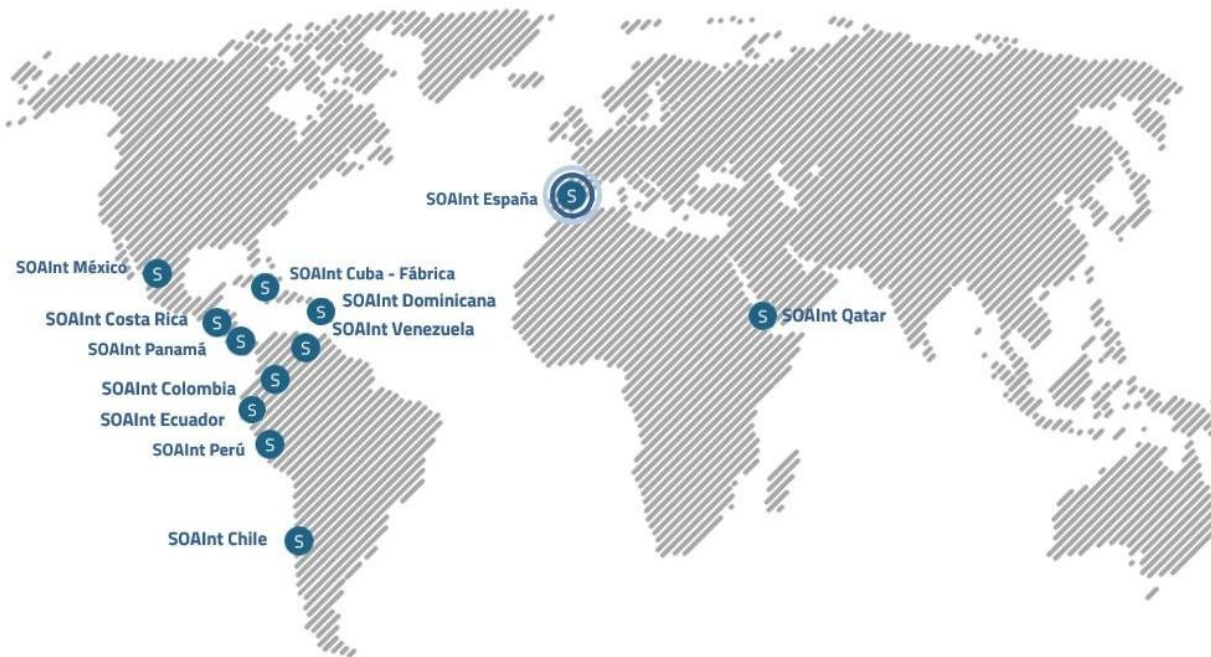 SOAInt España
SOAInt México
SOAInt Cuba - Fábrica
SOAInt Dominicana
SOAInt Costa Rica
SOAInt Venezuela
SOAInt Qatar
SOAInt Panamá
SOAInt Colombia
SOAInt Ecuador
SOAInt Perú
SOAInt Chile
S
S
S
S
S
S
S
S
S
S
S
S